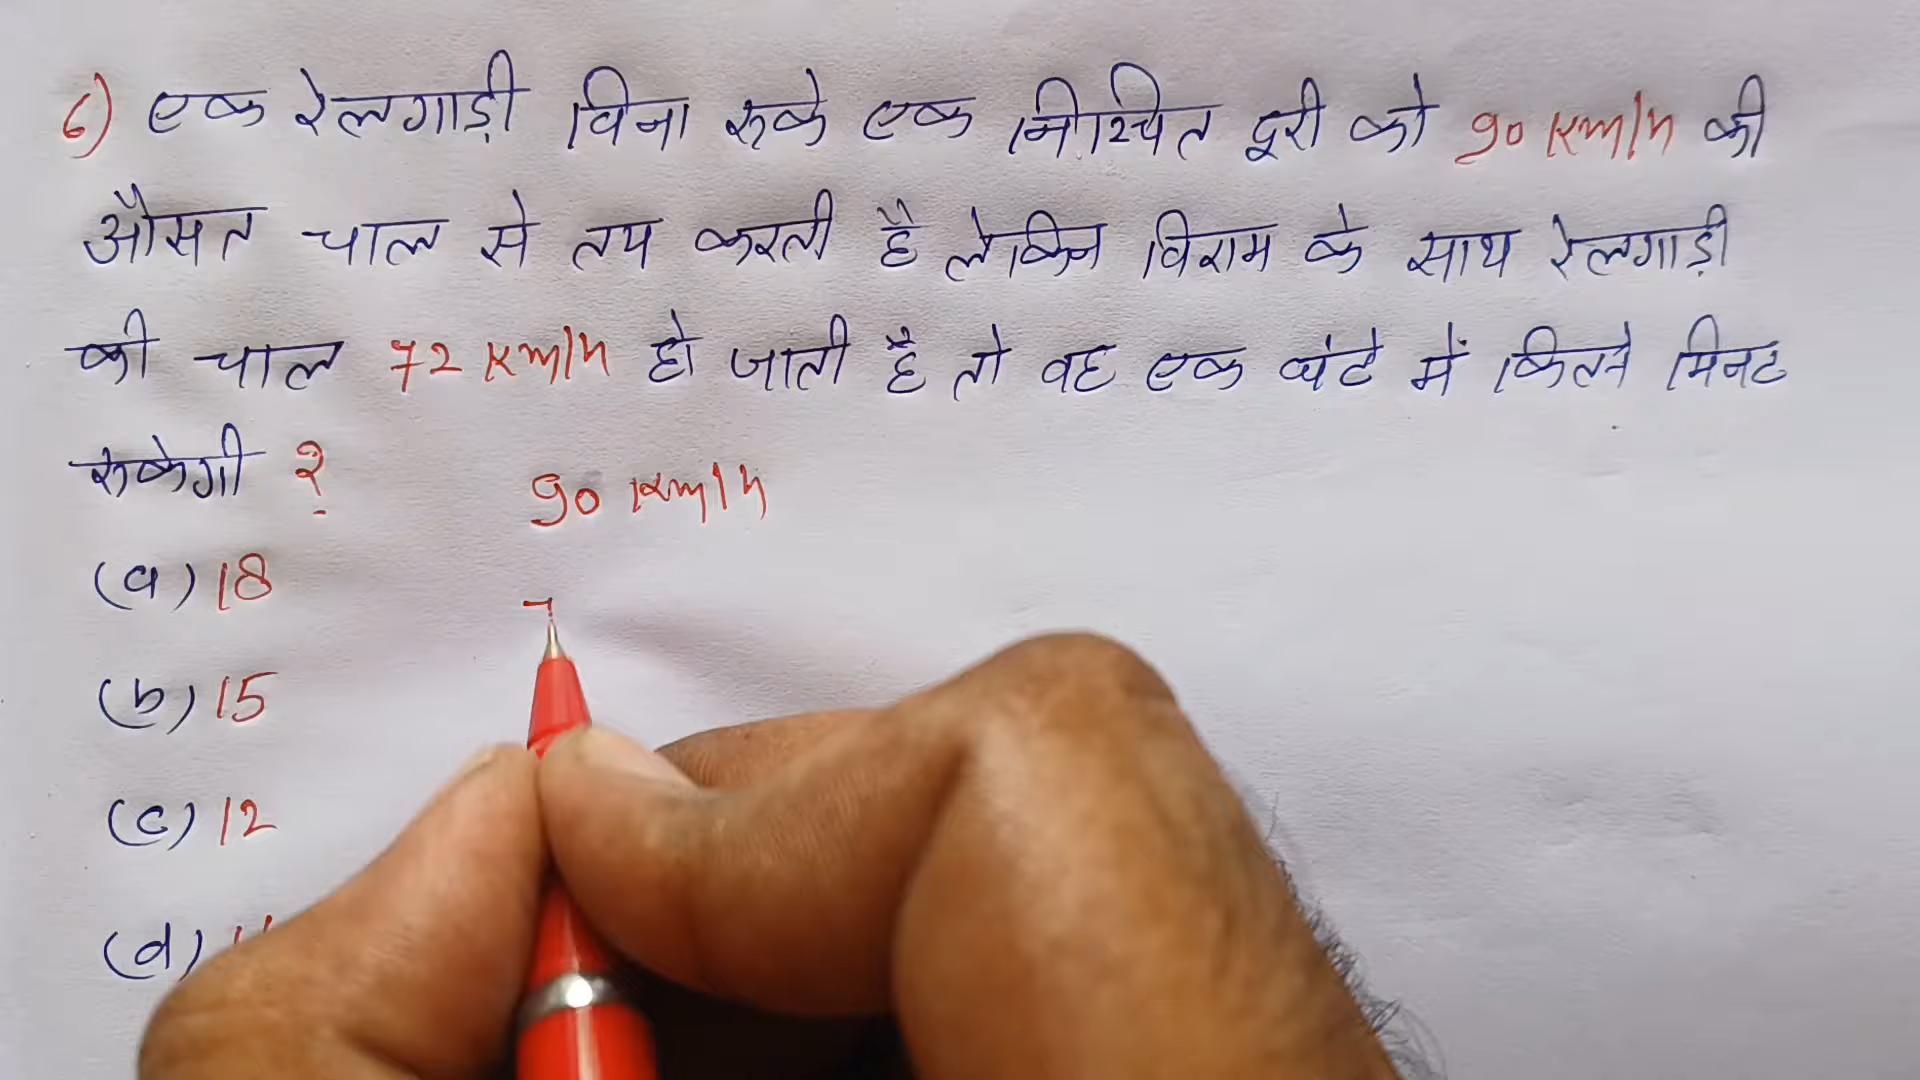 6) एक रेलगाड़ी विना रुके एक निश्चित दूरी को 90 Km/h की
औसत चाल से तय करती है लेकिन विराम के साथ रेलगाड़ी
की चाल 72 Km/h हो जाती है तो वह एक घंटे में कितने मिनट
रुकेगी ?
90 Km/h
(a) 18
(b) 15
(c) 12
(d)